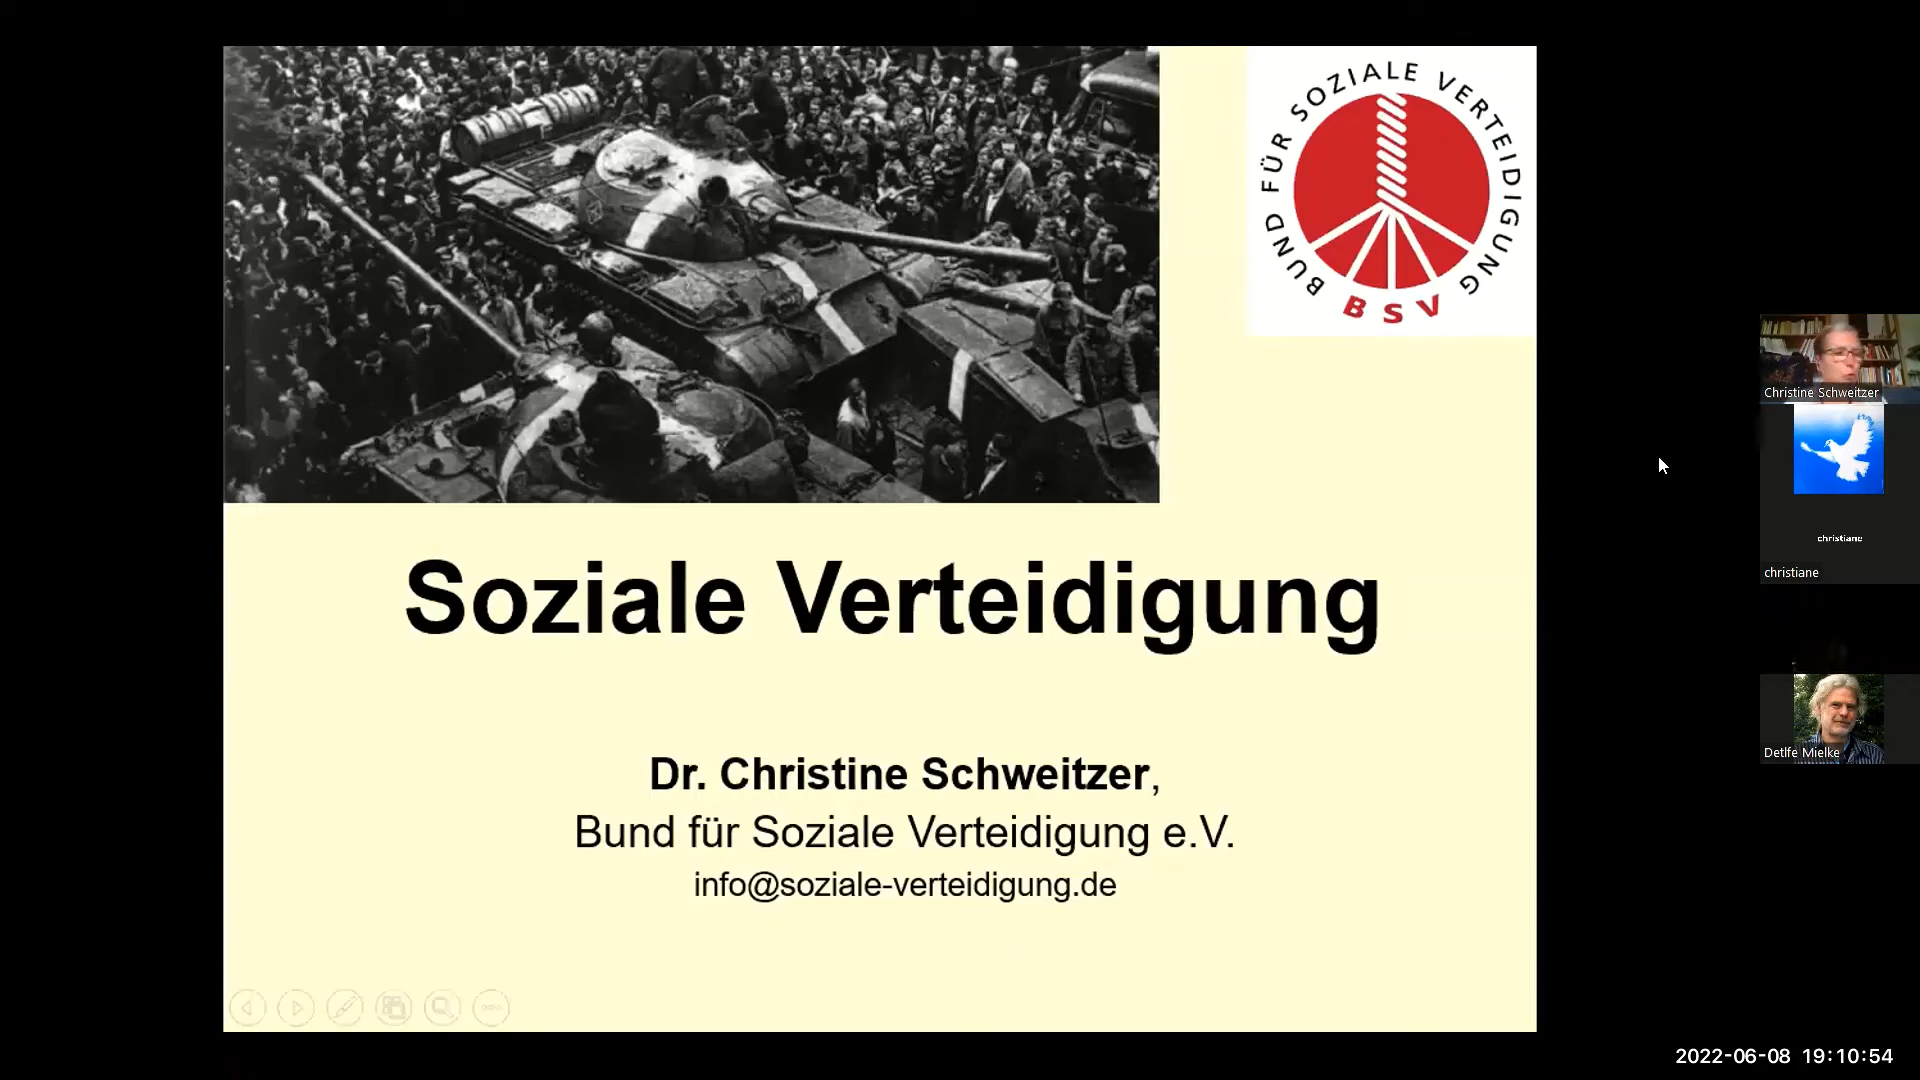 BUND FÜR SOZIALE VERTEIDIGUNG
BSV
Soziale Verteidigung
Dr. Christine Schweitzer,
Bund für Soziale Verteidigung e.V.
info@soziale-verteidigung.de
Christine Schweitzer
christiane
christiane
Detlfe Mielke
2022-06-08 19:10:54